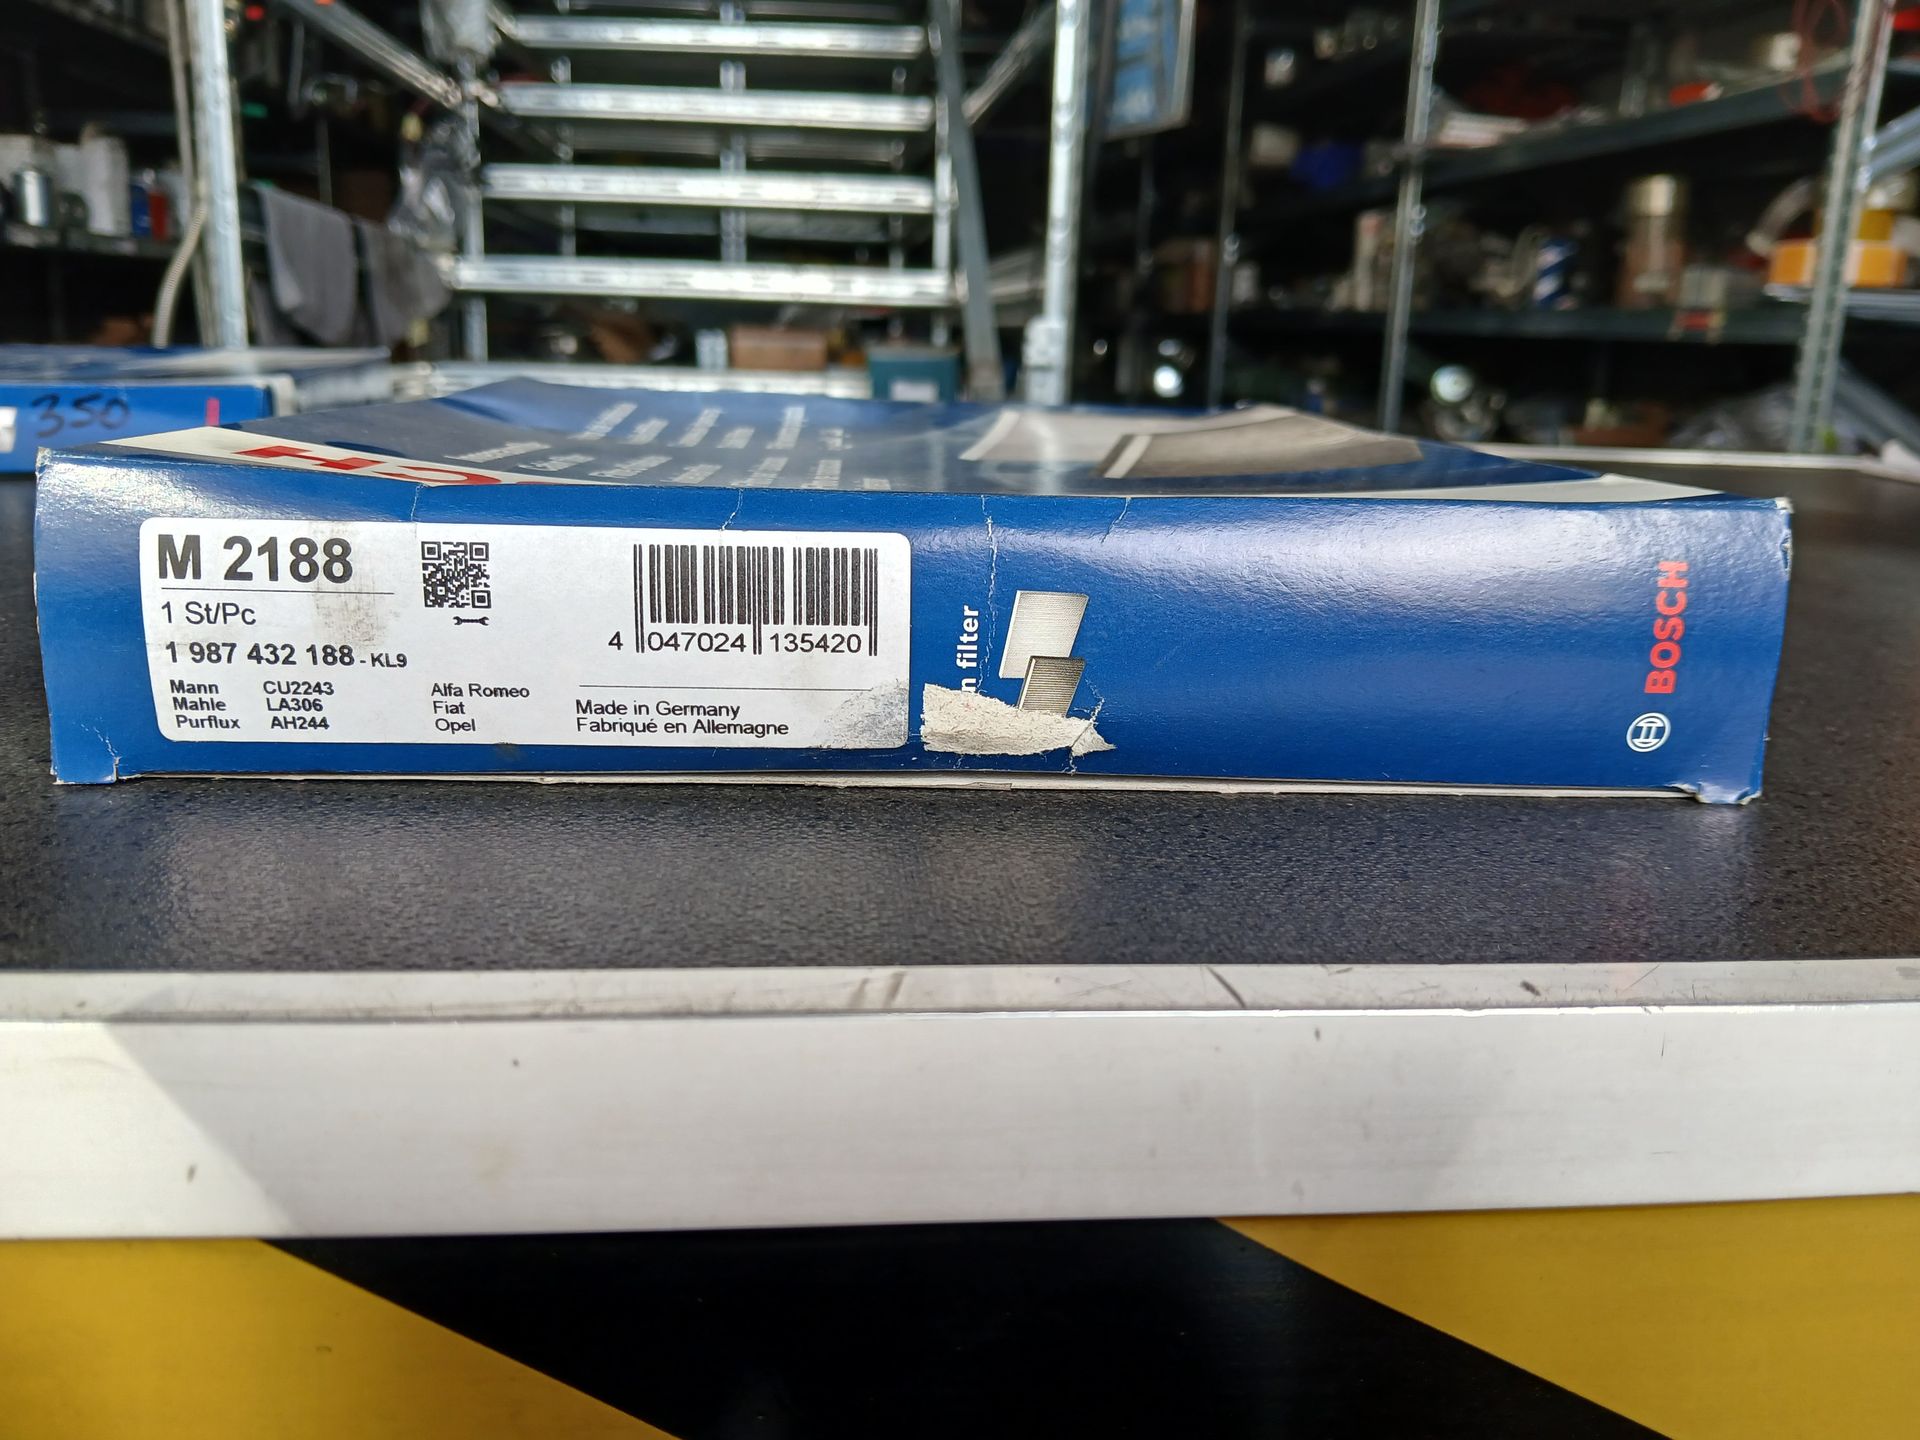 350
M 2188
1 St/Pc
1 987 432 188 - KL9
Mann CU2243
Mahle LA306
Purflux AH244
Alfa Romeo
Fiat
Opel
4 047024 135420
Made in Germany
Fabriqué en Allemagne
n filter
BOSCH